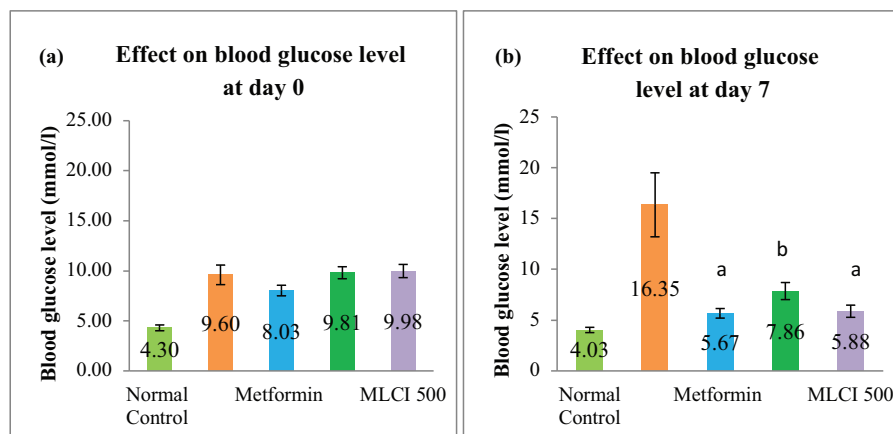 (a) Effect on blood glucose level
at day 0
Blood glucose level (mmol/l)
25.00
20.00
15.00
10.00
5.00
0.00
4.30
9.60
8.03
9.81
9.98
Normal
Control
Metformin
MLCI 500
(b) Effect on blood glucose
level at day 7
Blood glucose level (mmol/l)
25
20
15
10
5
0
a
b
a
4.03
16.35
5.67
7.86
5.88
Normal
Control
Metformin
MLCI 500